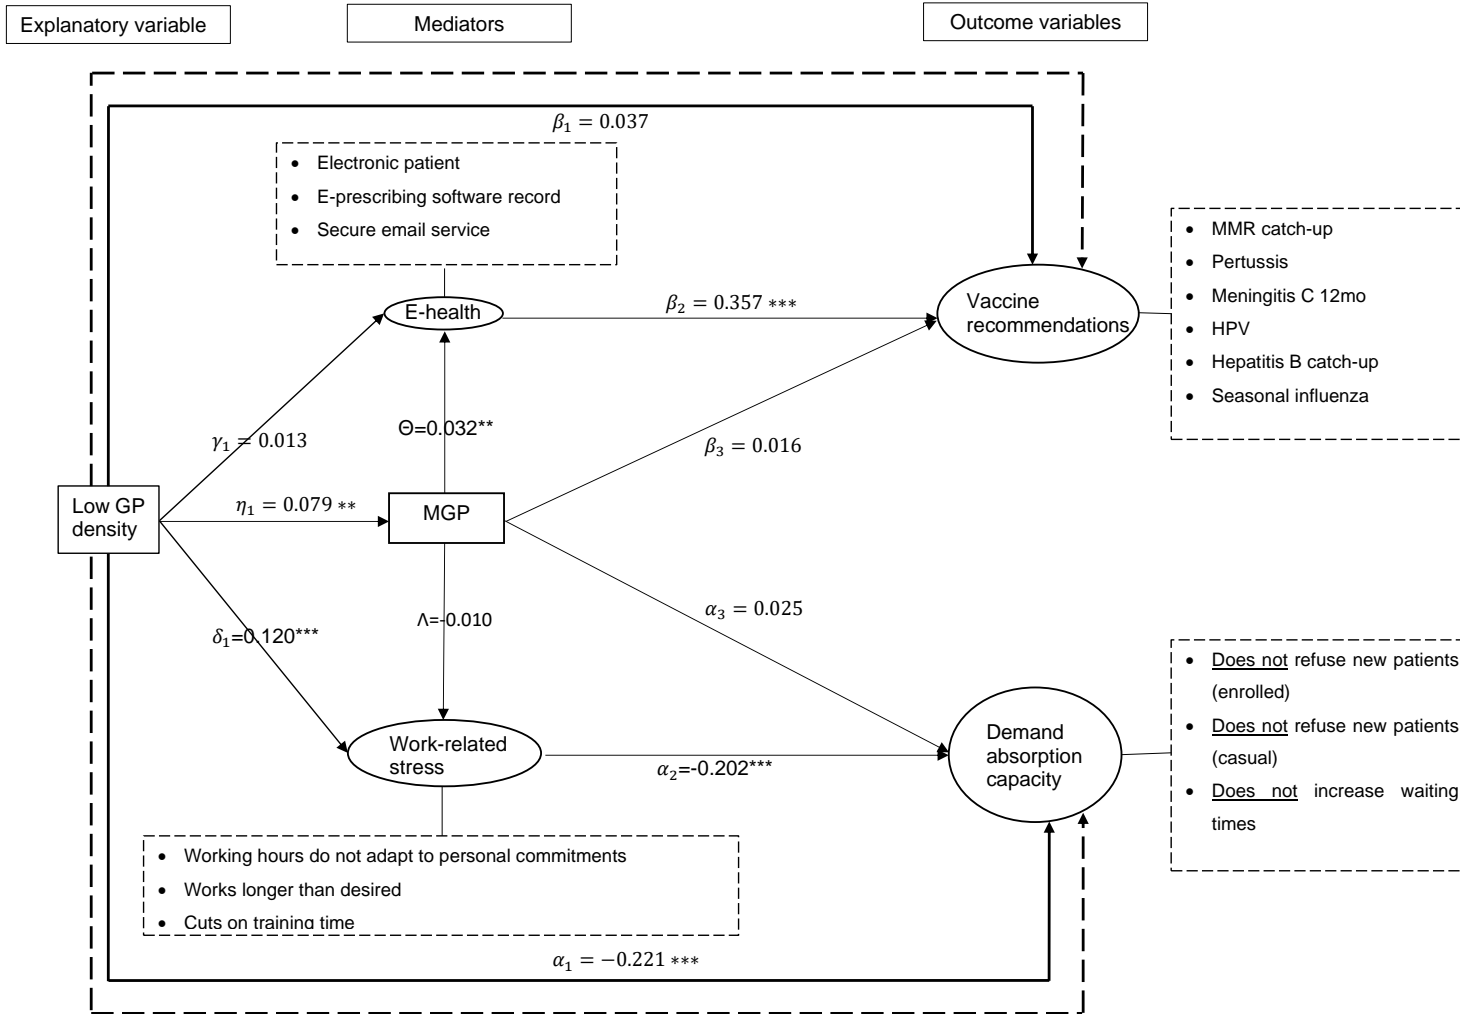 Explanatory variable
Mediators
Outcome variables
β₁ = 0.037
• Electronic patient
• E-prescribing software record
• Secure email service
• MMR catch-up
• Pertussis
• Meningitis C 12mo
• HPV
• Hepatitis B catch-up
• Seasonal influenza
E-health
β₂ = 0.357 ***
Vaccine
recommendations
γ₁ = 0.013
Θ=0.032**
β₃ = 0.016
Low GP
density
η₁ = 0.079 **
MGP
δ₁=0.120***
Λ=-0.010
α₃ = 0.025
• Does not refuse new patients
(enrolled)
• Does not refuse new patients
(casual)
• Does not increase waiting
times
Work-related
stress
α₂=-0.202***
Demand
absorption
capacity
• Working hours do not adapt to personal commitments
• Works longer than desired
• Cuts on training time
α₁ = −0.221 ***